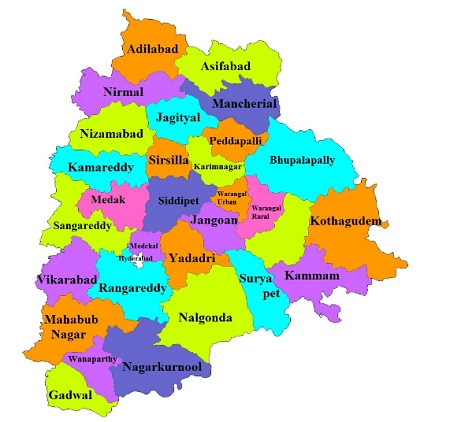 Adilabad
Asifabad
Nirmal
Mancherial
Jagityal
Nizamabad
Peddapalli
Sirsilla
Karimnagar
Bhupalapally
Kamareddy
Medak
Siddipet
Warangal
Urban
Warangal
Rural
Jangoan
Kothagudem
Sangareddy
Medchal
Hyderabad
Yadadri
Vikarabad
Rangareddy
Surya
pet
Kammam
Mahabub
Nagar
Nalgonda
Wanaparthy
Nagarkurnool
Gadwal